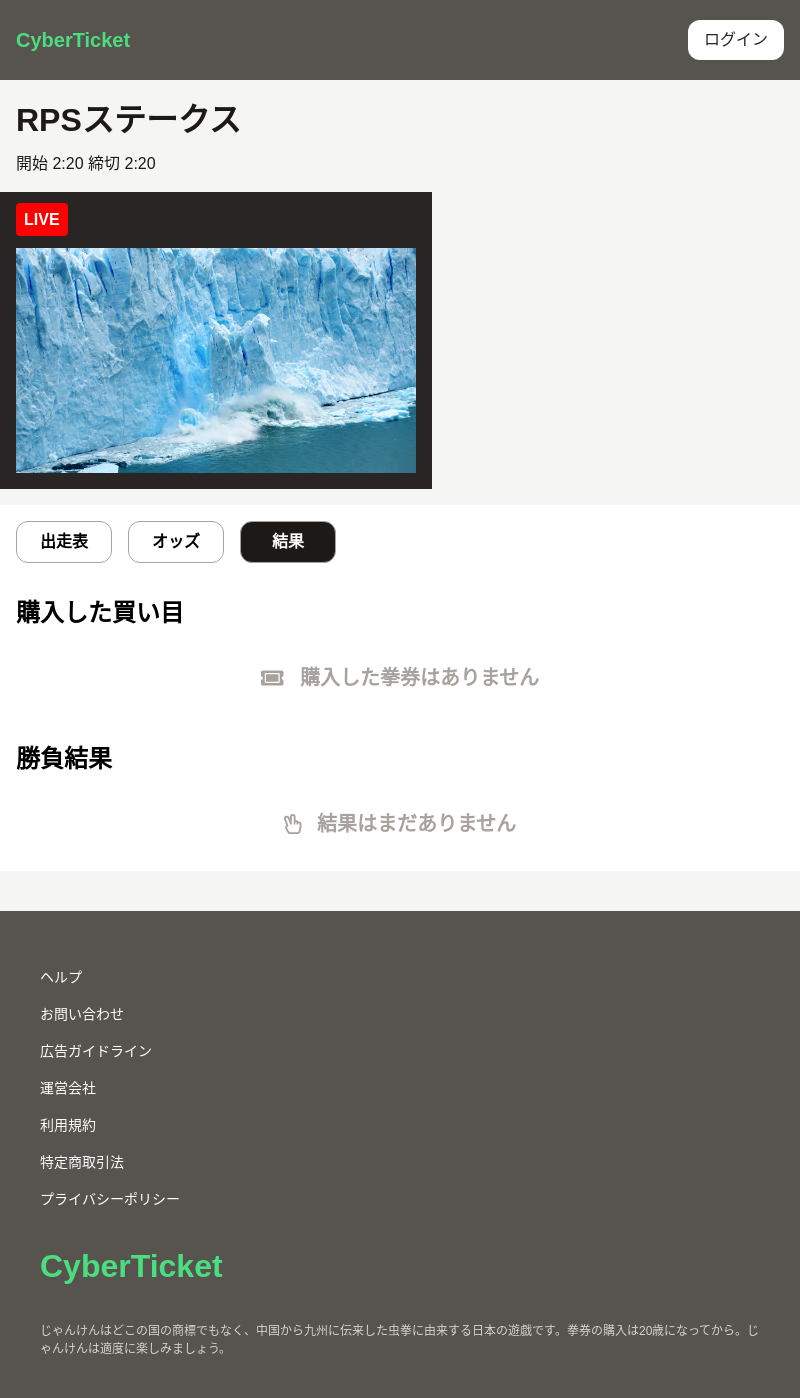 CyberTicket
ログイン
RPSステークス
開始 2:20 締切 2:20
LIVE
出走表
オッズ
結果
購入した買い目
購入した拳券はありません
勝負結果
結果はまだありません
ヘルプ
お問い合わせ
広告ガイドライン
運営会社
利用規約
特定商取引法
プライバシーポリシー
CyberTicket
じゃんけんはどこの国の商標でもなく、中国から九州に伝来した虫拳に由来する日本の遊戯です。拳券の購入は20歳になってから。じ
ゃんけんは適度に楽しみましょう。